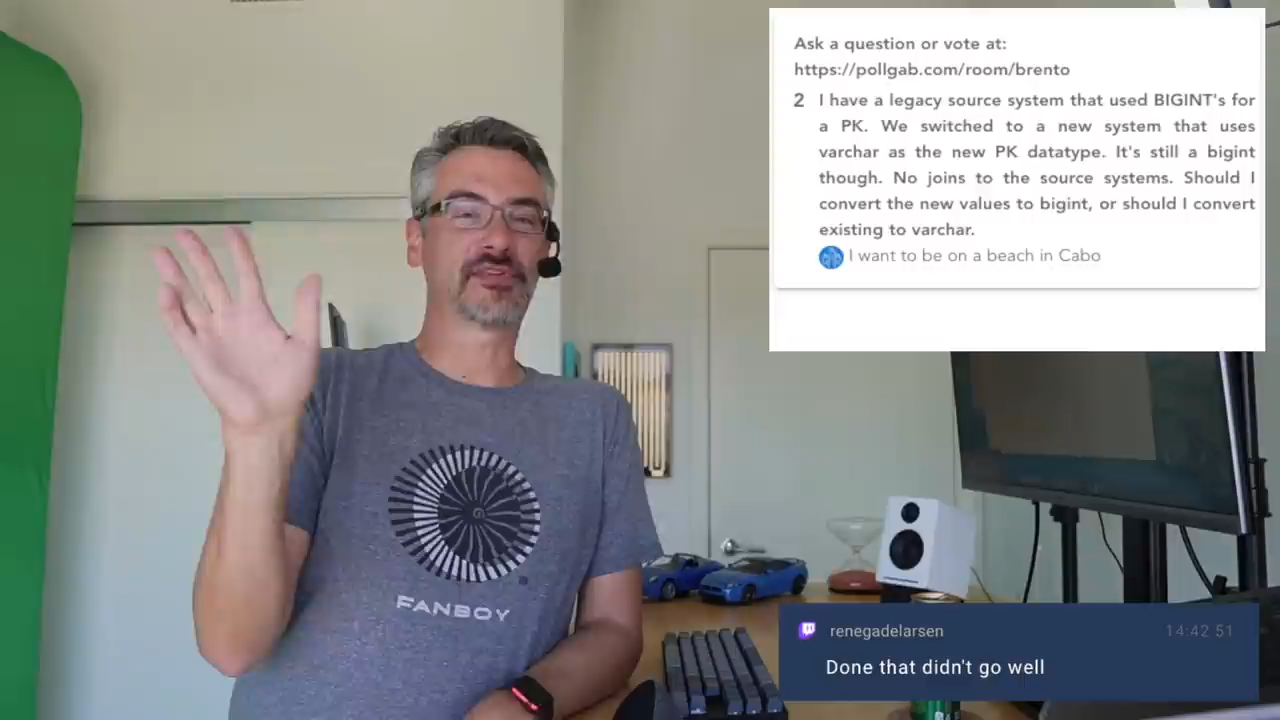 Ask a question or vote at:
https://pollgab.com/room/brento
2 I have a legacy source system that used BIGINT's for
a PK. We switched to a new system that uses
varchar as the new PK datatype. It's still a bigint
though. No joins to the source systems. Should I
convert the new values to bigint, or should I convert
existing to varchar.
I want to be on a beach in Cabo
FANBOY
renegadelarsen 14:42 51
Done that didn't go well